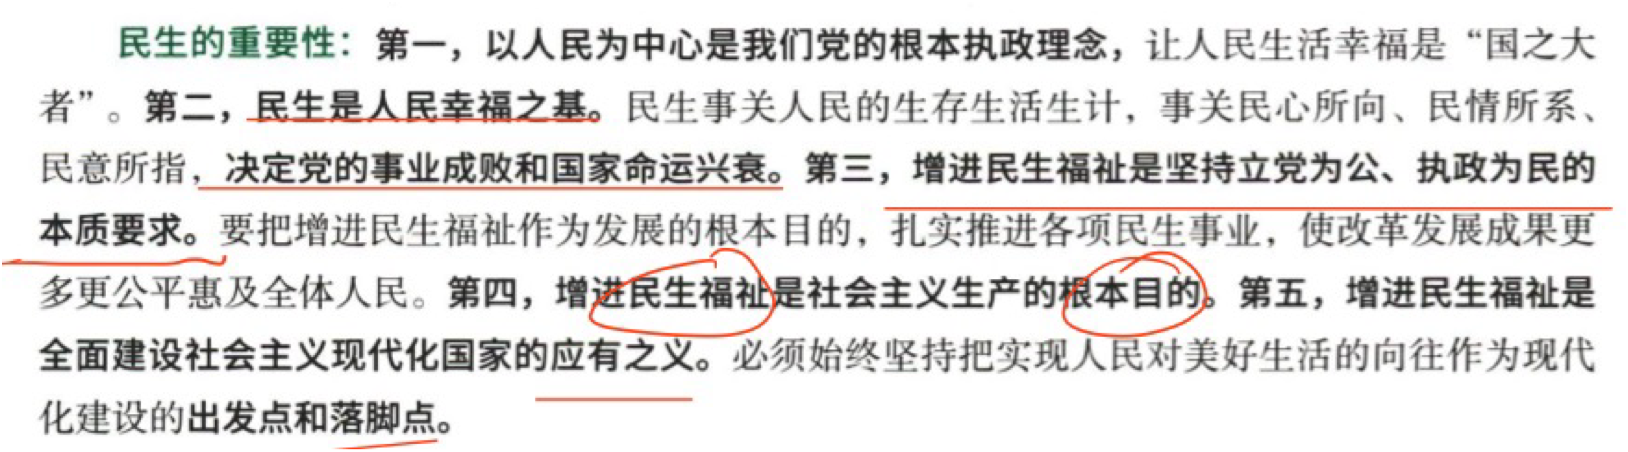 民生的重要性：第一，以人民为中心是我们党的根本执政理念，让人民生活幸福是“国之大
者”。第二，民生是人民幸福之基。民生事关人民的生存生活生计，事关民心所向、民情所系、
民意所指，决定党的事业成败和国家命运兴衰。第三，增进民生福祉是坚持立党为公、执政为民的
本质要求。要把增进民生福祉作为发展的根本目的，扎实推进各项民生事业，使改革发展成果更
多更公平惠及全体人民。第四，增进民生福祉是社会主义生产的根本目的。第五，增进民生福祉是
全面建设社会主义现代化国家的应有之义。必须始终坚持把实现人民对美好生活的向往作为现代
化建设的出发点和落脚点。